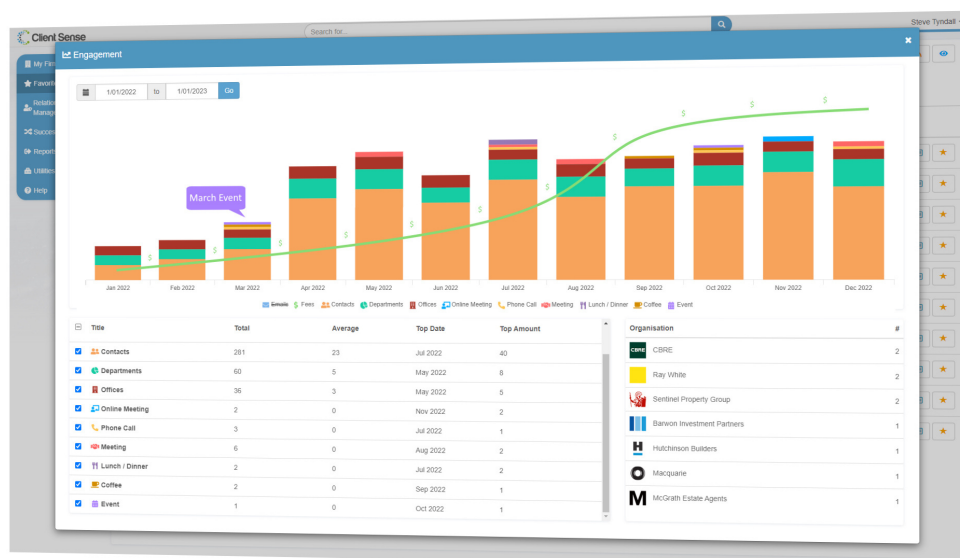 Client Sense
Search for...
Steve Tyndall
Engagement
My Firm
Favorite
Relation
Manage
Succes
Reports
Utilities
Help
1/01/2022 to 1/01/2023 Go
March Event
$ $ $ $ $ $ $ $ $ $ $
Jan 2022 Feb 2022 Mar 2022 Apr 2022 May 2022 Jun 2022 Jul 2022 Aug 2022 Sep 2022 Oct 2022 Nov 2022 Dec 2022
Emails $ Fees Contacts Departments Offices Online Meeting Phone Call Meeting Lunch / Dinner Coffee Event
Title Total Average Top Date Top Amount
Contacts 281 23 Jul 2022 40
Departments 60 5 May 2022 8
Offices 36 3 May 2022 5
Online Meeting 2 0 Nov 2022 2
Phone Call 3 0 Jul 2022 1
Meeting 6 0 Aug 2022 2
Lunch / Dinner 2 0 Jul 2022 2
Coffee 2 0 Sep 2022 1
Event 1 0 Oct 2022 1
Organisation #
CBRE CBRE 2
Ray White 2
Sentinel Property Group 2
Barwon Investment Partners 1
H Hutchinson Builders 1
Macquarie 1
M McGrath Estate Agents 1